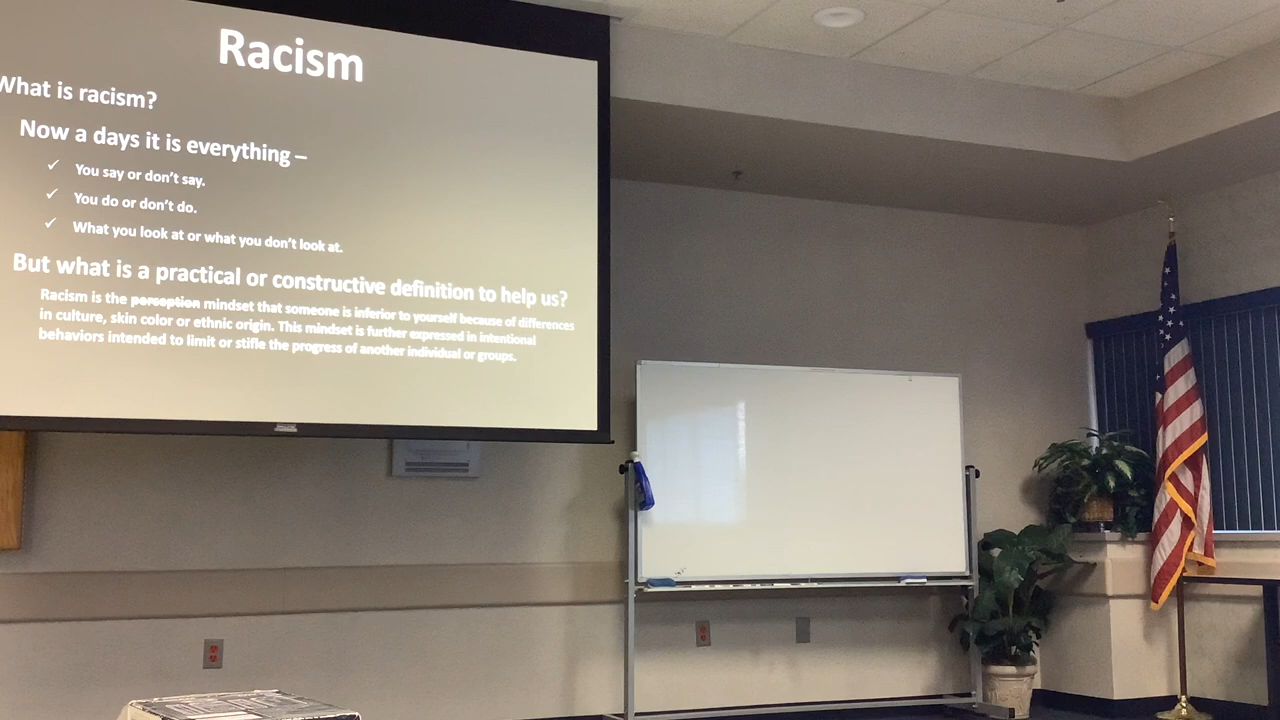 Racism
What is racism?
Now a days it is everything –
✓ You say or don't say.
✓ You do or don't do.
✓ What you look at or what you don't look at.
But what is a practical or constructive definition to help us?
Racism is the perception mindset that someone is inferior to yourself because of differences
in culture, skin color or ethnic origin. This mindset is further expressed in intentional
behaviors intended to limit or stifle the progress of another individual or groups.